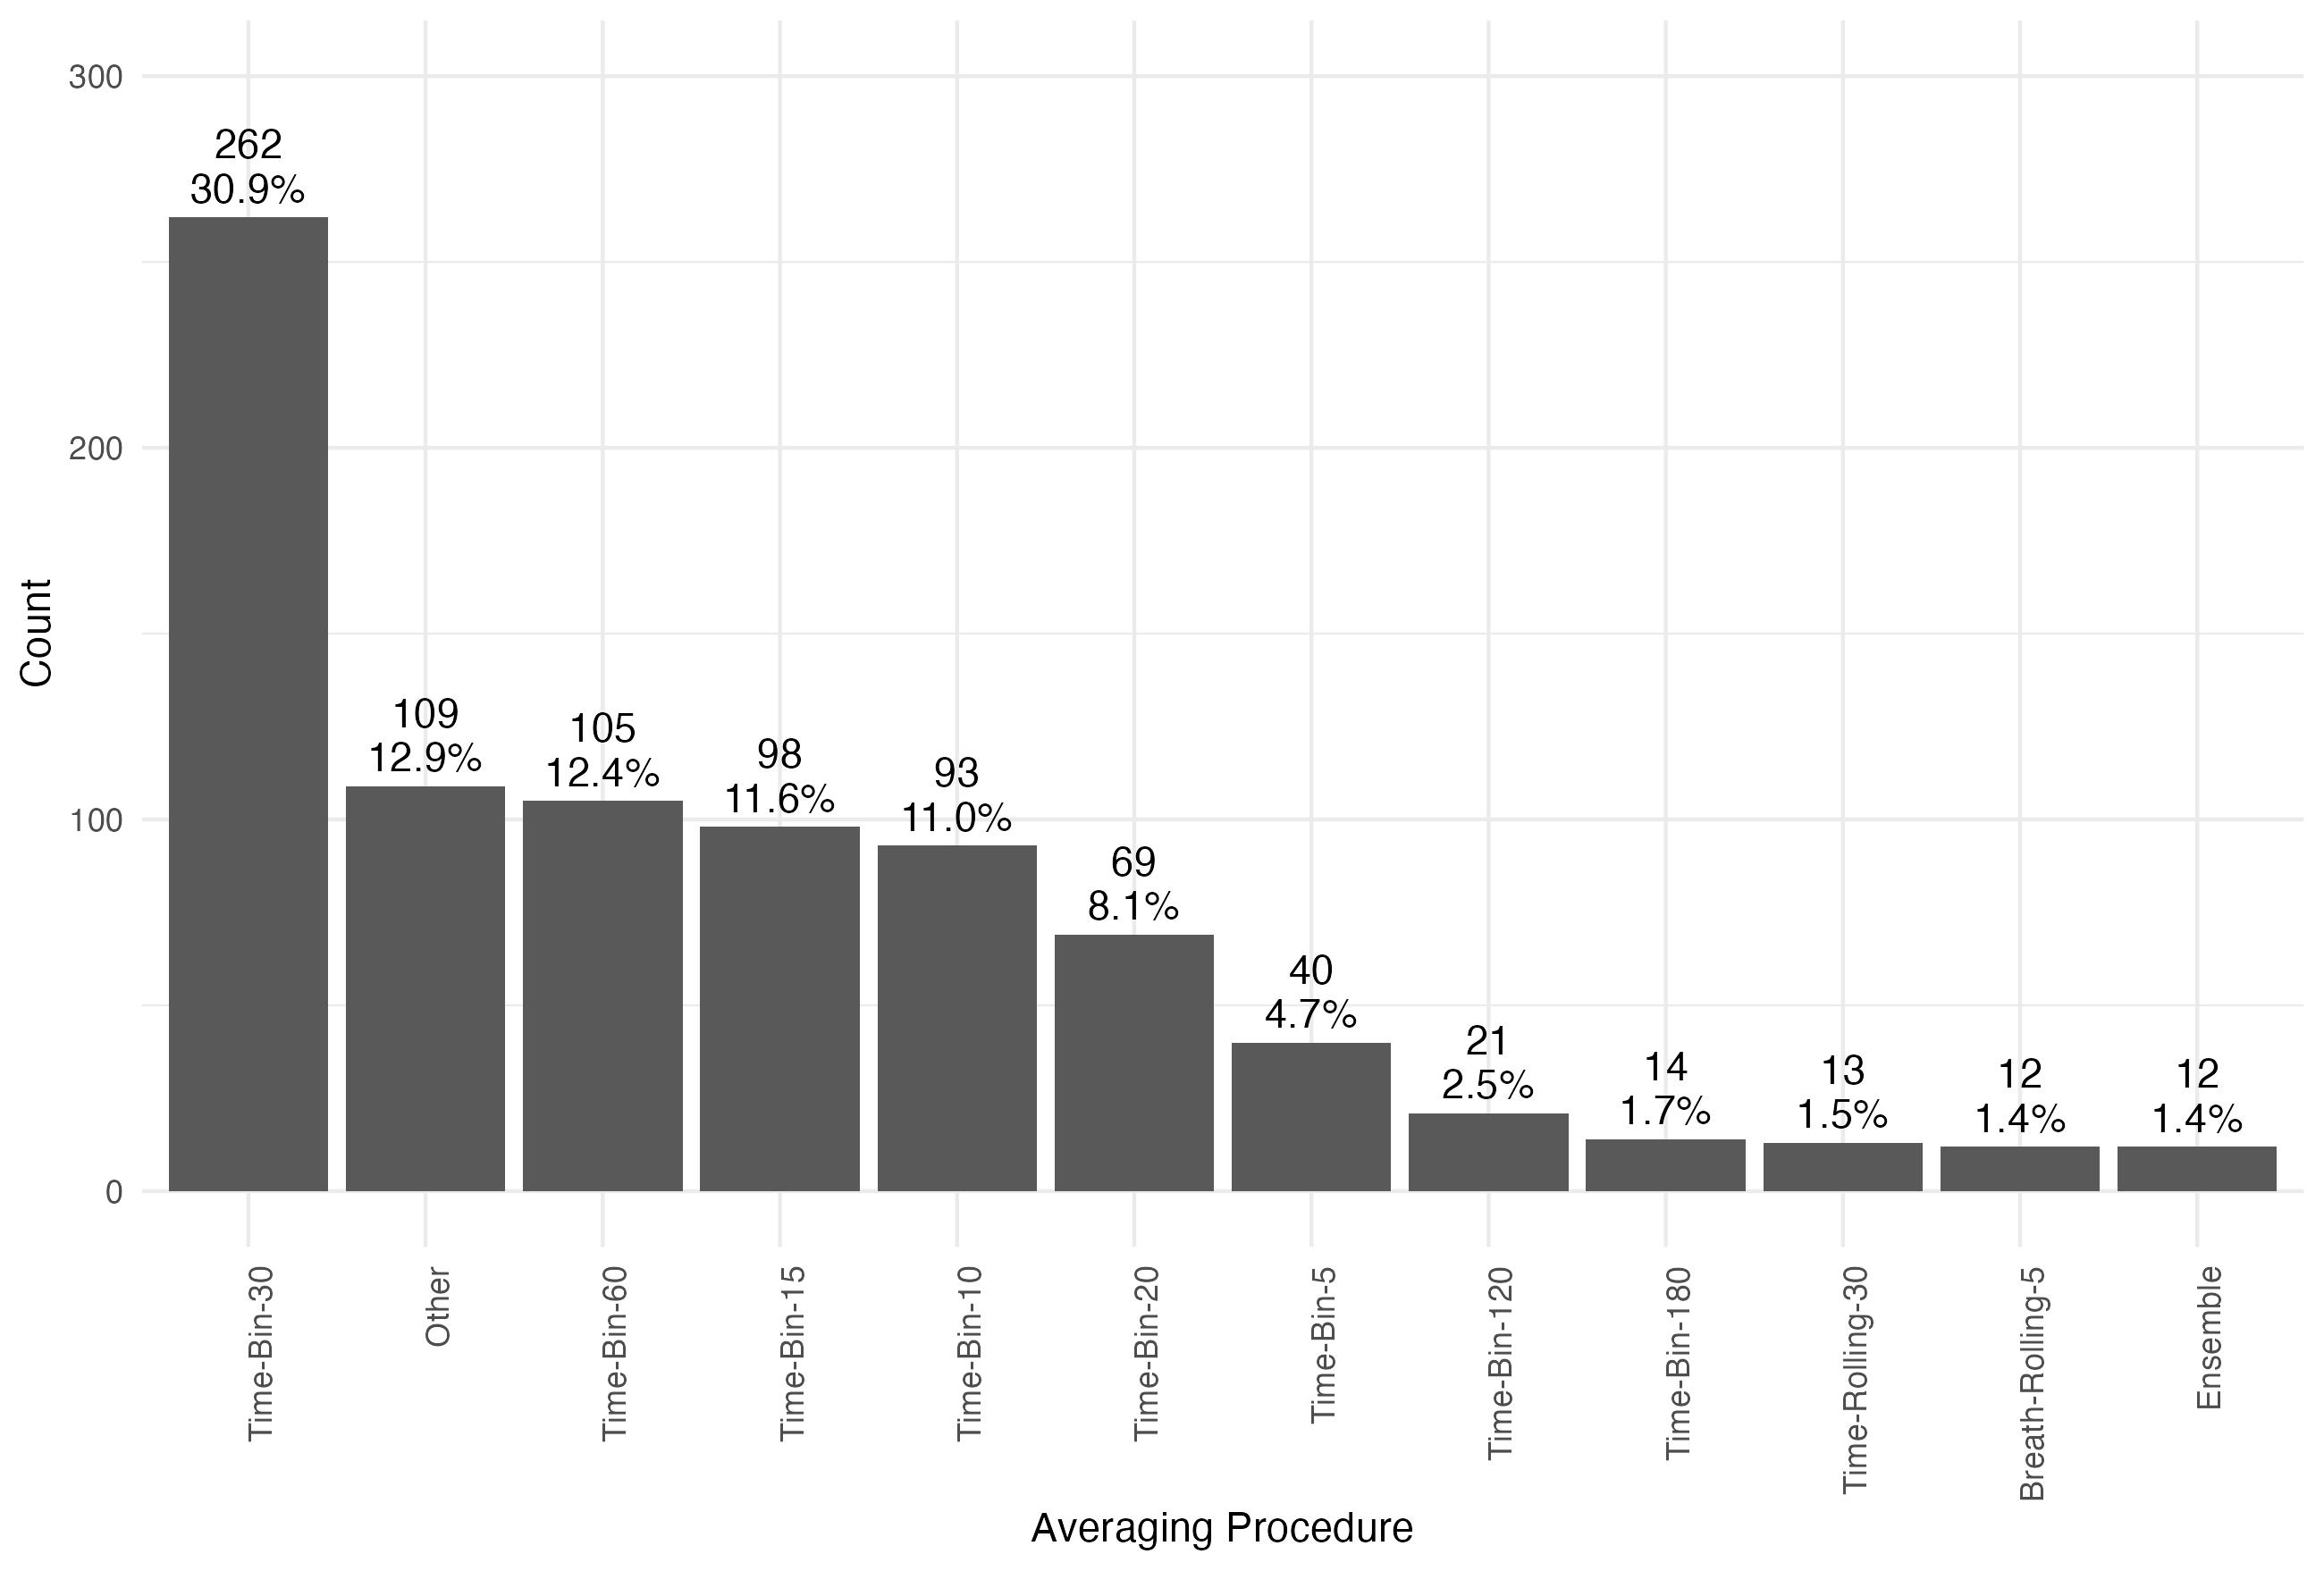 300
200
100
0
Count
262
30.9%
109
12.9%
105
12.4%
98
11.6%
93
11.0%
69
8.1%
40
4.7%
21
2.5%
14
1.7%
13
1.5%
12
1.4%
12
1.4%
Time-Bin-30
Other
Time-Bin-60
Time-Bin-15
Time-Bin-10
Time-Bin-20
Time-Bin-5
Time-Bin-120
Time-Bin-180
Time-Rolling-30
Breath-Rolling-5
Ensemble
Averaging Procedure